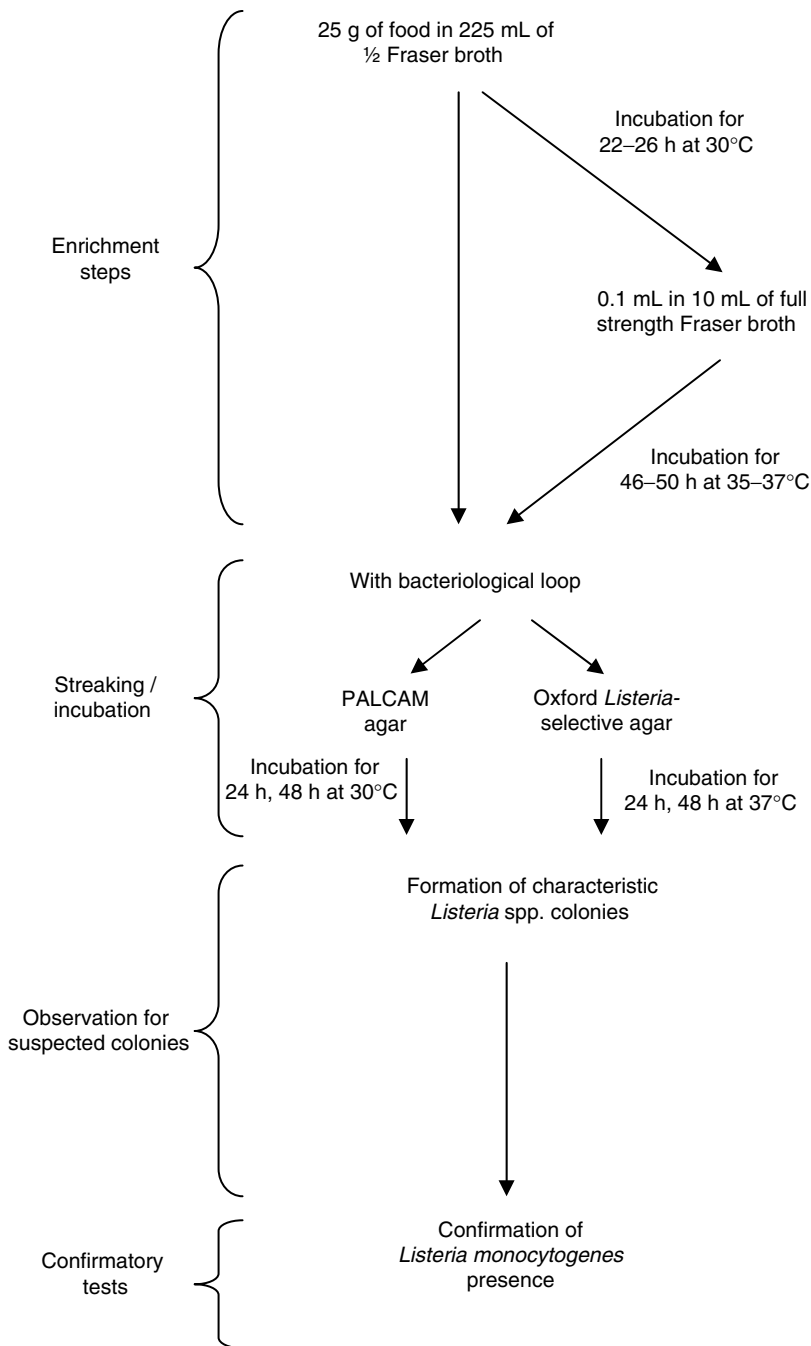 25 g of food in 225 mL of
½ Fraser broth
Incubation for
22–26 h at 30°C
Enrichment
steps
0.1 mL in 10 mL of full
strength Fraser broth
Incubation for
46–50 h at 35–37°C
With bacteriological loop
Streaking /
incubation
PALCAM
agar
Oxford Listeria-
selective agar
Incubation for
24 h, 48 h at 30°C
Incubation for
24 h, 48 h at 37°C
Formation of characteristic
Listeria spp. colonies
Observation for
suspected colonies
Confirmatory
tests
Confirmation of
Listeria monocytogenes
presence